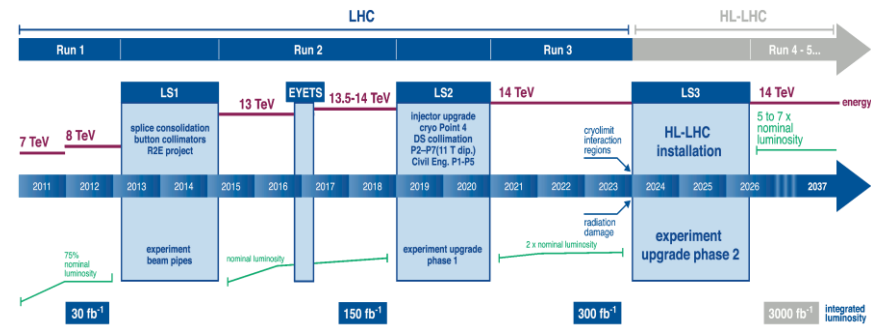 LHC
HL-LHC
Run 1
Run 2
Run 3
Run 4 - 5...
LS1
EYETS
LS2
LS3
7 TeV
8 TeV
13 TeV
13.5-14 TeV
14 TeV
14 TeV
energy
splice consolidation
button collimators
R2E project
injector upgrade
cryo Point 4
DS collimation
P2–P7(11 T dip.)
Civil Eng. P1-P5
cryolimit
interaction
regions
HL-LHC
installation
5 to 7 x
nominal
luminosity
2011
2012
2013
2014
2015
2016
2017
2018
2019
2020
2021
2022
2023
2024
2025
2026
2037
75%
nominal
luminosity
experiment
beam pipes
nominal luminosity
experiment upgrade
phase 1
2 x nominal luminosity
radiation
damage
experiment
upgrade phase 2
30 fb-1
150 fb-1
300 fb-1
3000 fb-1
integrated
luminosity